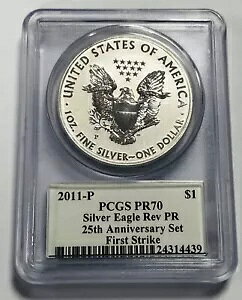 UNITED STATES OF AMERICA
1 OZ. FINE SILVER~ONE DOLLAR
P
2011-P $1
PCGS PR70
Silver Eagle Rev PR
25th Anniversary Set
First Strike
24314439